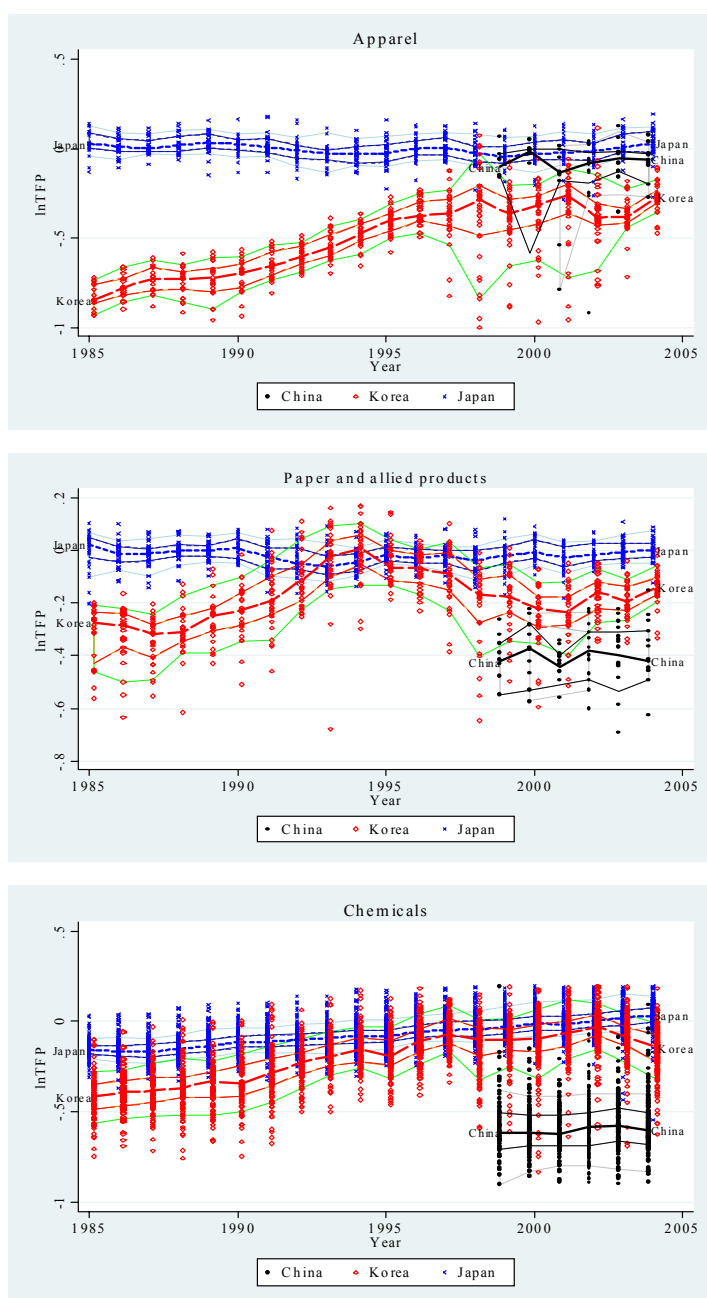 Apparel
.5
Japan
Japan
0
China
China
Korea
-.5
Korea
-1
lnTFP
1985 1990 1995 2000 2005
Year
China Korea Japan
Paper and allied products
.2
Japan
Japan
0
-.2
Korea
Korea
-.4
China
China
-.6
-.8
lnTFP
1985 1990 1995 2000 2005
Year
China Korea Japan
Chemicals
.5
0
Japan
Japan
Korea
Korea
-.5
China
China
-1
lnTFP
1985 1990 1995 2000 2005
Year
China Korea Japan